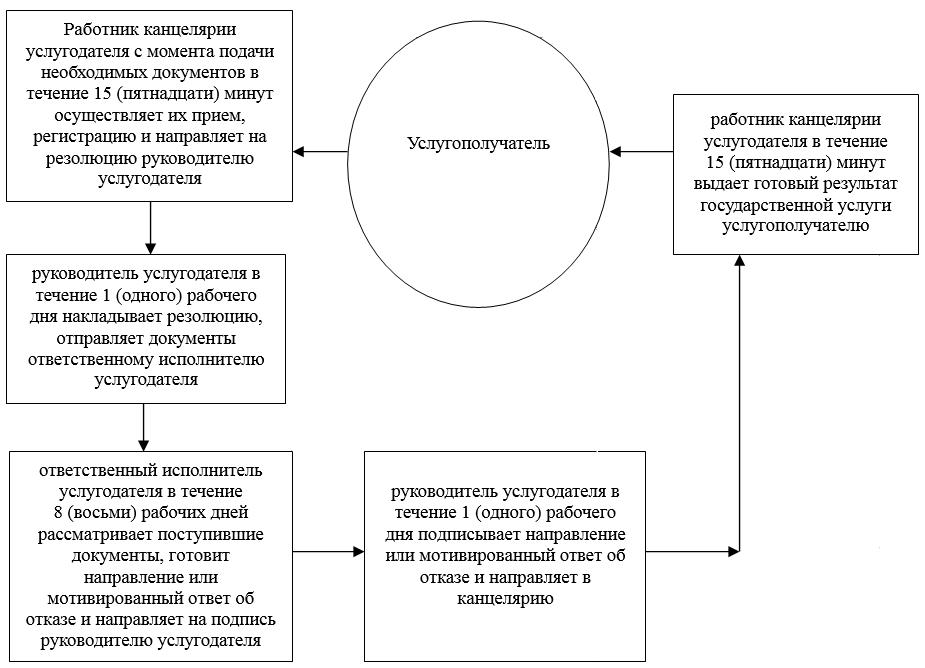 Работник канцелярии
услугодателя с момента подачи
необходимых документов в
течение 15 (пятнадцати) минут
осуществляет их прием,
регистрацию и направляет на
резолюцию руководителю
услугодателя
Услугополучатель
работник канцелярии
услугодателя в течение
15 (пятнадцати) минут
выдает готовый результат
государственной услуги
услугополучателю
руководитель услугодателя в
течение 1 (одного) рабочего
дня накладывает резолюцию,
отправляет документы
ответственному исполнителю
услугодателя
ответственный исполнитель
услугодателя в течение
8 (восьми) рабочих дней
рассматривает поступившие
документы, готовит
направление или
мотивированный ответ об
отказе и направляет на подпись
руководителю услугодателя
руководитель услугодателя в
течение 1 (одного) рабочего
дня подписывает направление
или мотивированный ответ об
отказе и направляет в
канцелярию